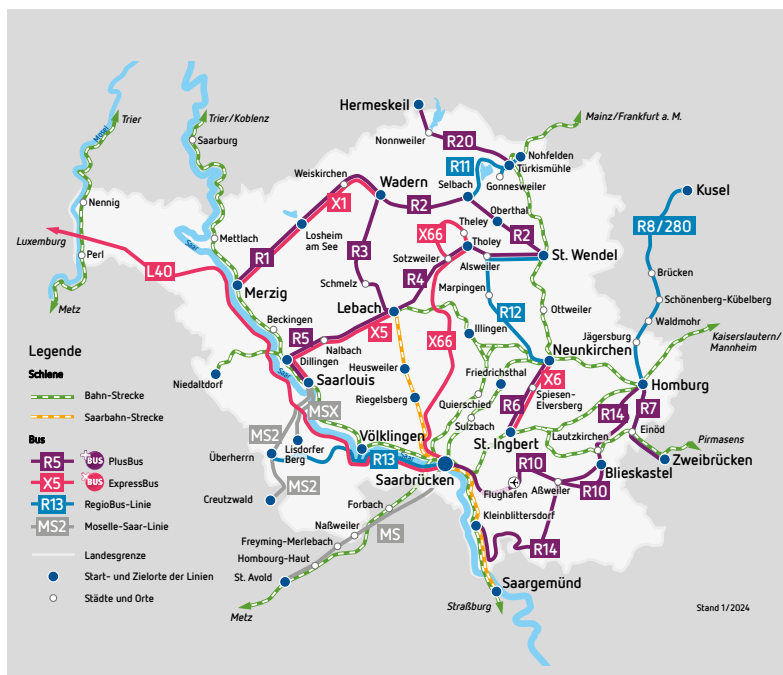 Hermeskeil
Mosel
Trier
Trier/Koblenz
Mainz/Frankfurt a. M.
Saarburg
Nonnweiler
R20
Nohfelden
R11
Türkismühle
Weiskirchen
Wadern
Selbach
Gonnesweiler
Kusel
X1
R2
Oberthal
Nennig
Theley
R2
R8/280
Luxemburg
Mettlach
Losheim
am See
X66
Tholey
Saar
R1
R3
Sotzweiler
Alsweiler
St. Wendel
Perl
L40
R4
Brücken
Merzig
Schmelz
Marpingen
Schönenberg-Kübelberg
Metz
Lebach
R12
Ottweiler
Beckingen
Waldmohr
R5
X5
Illingen
Jägersburg
Kaiserslautern/
Mannheim
Nalbach
X66
Neunkirchen
Dillingen
Heusweiler
Friedrichsthal
X6
Saar
Niedaltdorf
Saarlouis
Riegelsberg
Spiesen-
Elversberg
Homburg
MSX
Quierschied
R6
R14
R7
MS2
Sulzbach
Einöd
Völklingen
St. Ingbert
Lautzkirchen
Pirmasens
Überherrn
Lisdorfer
Berg
R13
Saar
Saarbrücken
R10
Blieskastel
Zweibrücken
MS2
Flughafen
Aßweiler
R10
Creutzwald
Forbach
Kleinblittersdorf
Naßweiler
MS
R14
Freyming-Merlebach
Hombourg-Haut
St. Avold
Saargemünd
Metz
Straßburg
Stand 1/2024
Legende
Schiene
Bahn-Strecke
Saarbahn-Strecke
Bus
R5 BUS PlusBus
X5 BUS ExpressBus
R13 RegioBus-Linie
MS2 Moselle-Saar-Linie
Landesgrenze
Start- und Zielorte der Linien
Städte und Orte